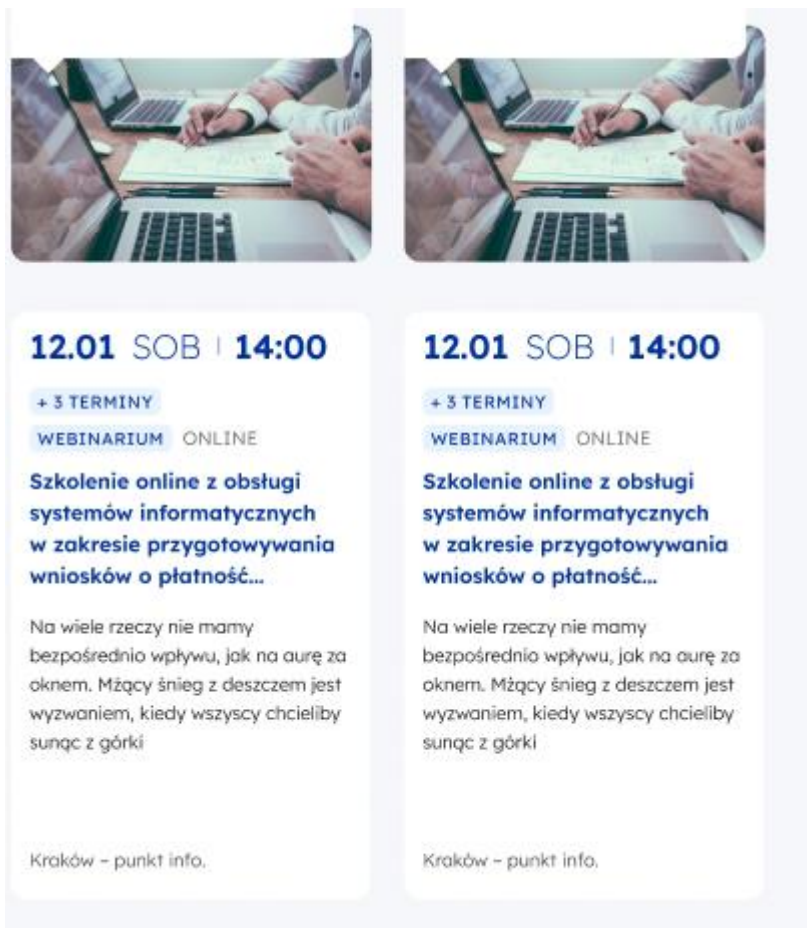 12.01 SOB | 14:00
+ 3 TERMINY
WEBINARIUM ONLINE
Szkolenie online z obsługi
systemów informatycznych
w zakresie przygotowywania
wniosków o płatność...
Na wiele rzeczy nie mamy
bezpośrednio wpływu, jak na aurę za
oknem. Mżący śnieg z deszczem jest
wyzwaniem, kiedy wszyscy chcieliby
sunąc z górki
Kraków – punkt info.
12.01 SOB | 14:00
+ 3 TERMINY
WEBINARIUM ONLINE
Szkolenie online z obsługi
systemów informatycznych
w zakresie przygotowywania
wniosków o płatność...
Na wiele rzeczy nie mamy
bezpośrednio wpływu, jak na aurę za
oknem. Mżący śnieg z deszczem jest
wyzwaniem, kiedy wszyscy chcieliby
sunąc z górki
Kraków – punkt info.